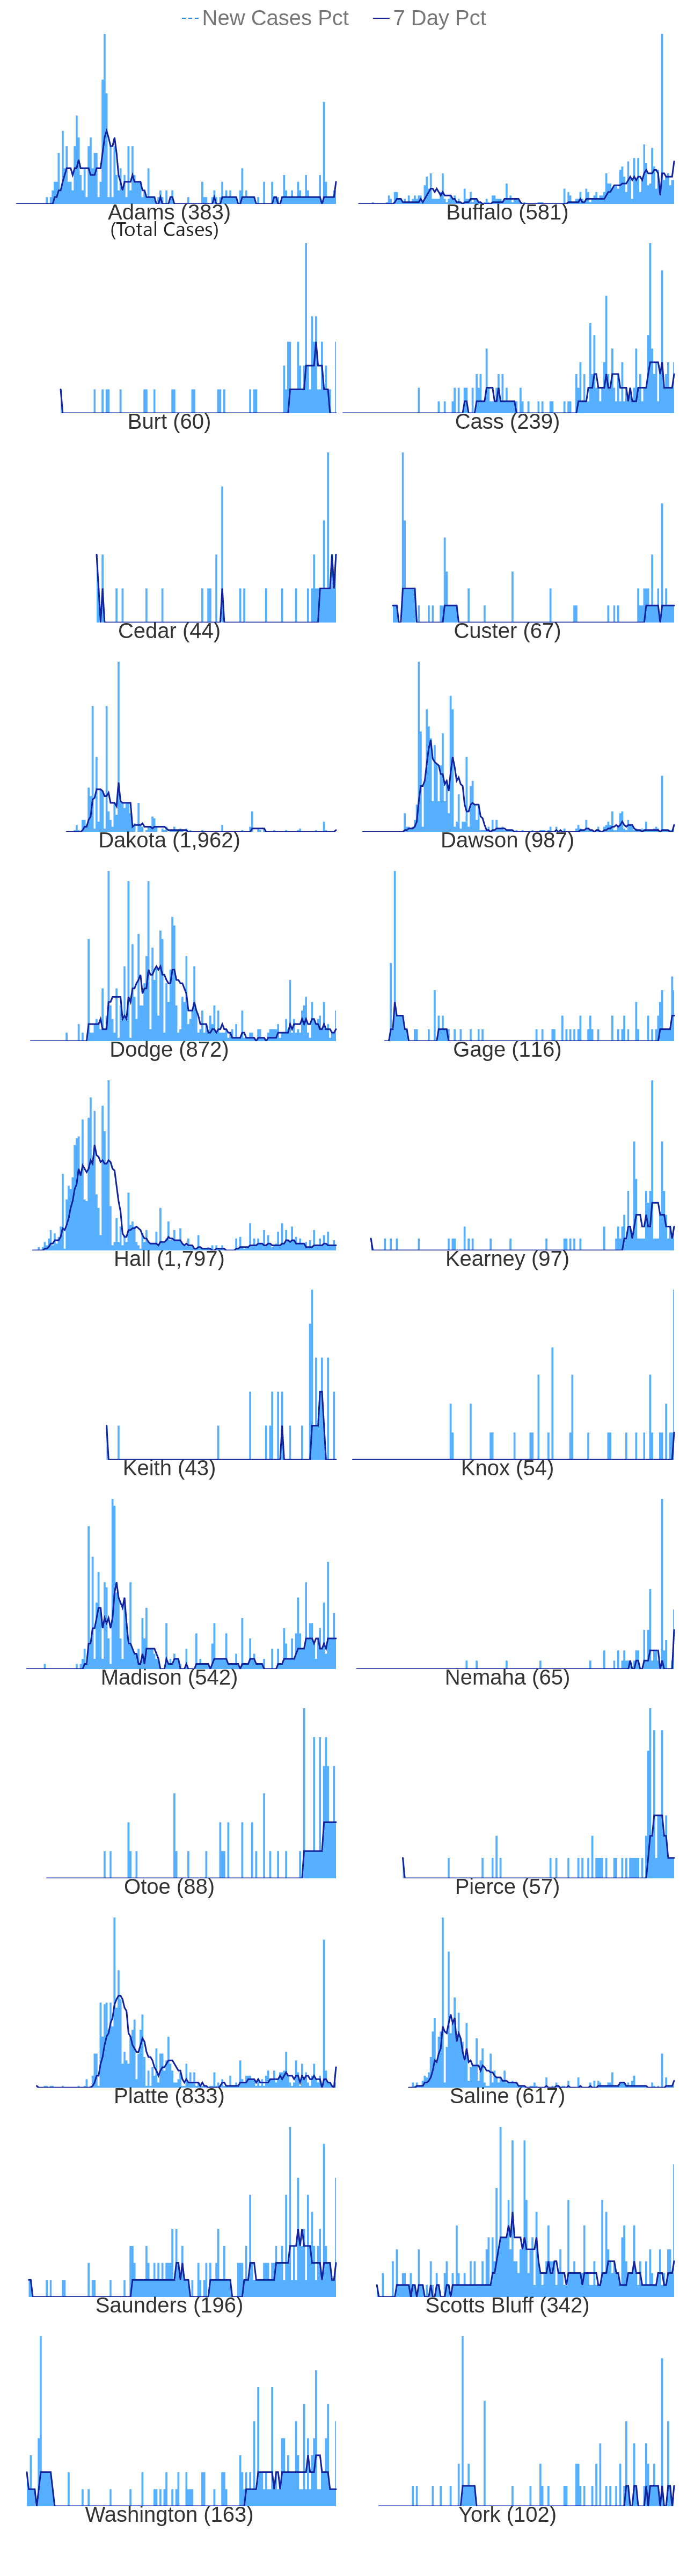 New Cases Pct 7 Day Pct
Adams (383) Buffalo (581)
(Total Cases)
Burt (60) Cass (239)
Cedar (44) Custer (67)
Dakota (1,962) Dawson (987)
Dodge (872) Gage (116)
Hall (1,797) Kearney (97)
Keith (43) Knox (54)
Madison (542) Nemaha (65)
Otoe (88) Pierce (57)
Platte (833) Saline (617)
Saunders (196) Scotts Bluff (342)
Washington (163) York (102)